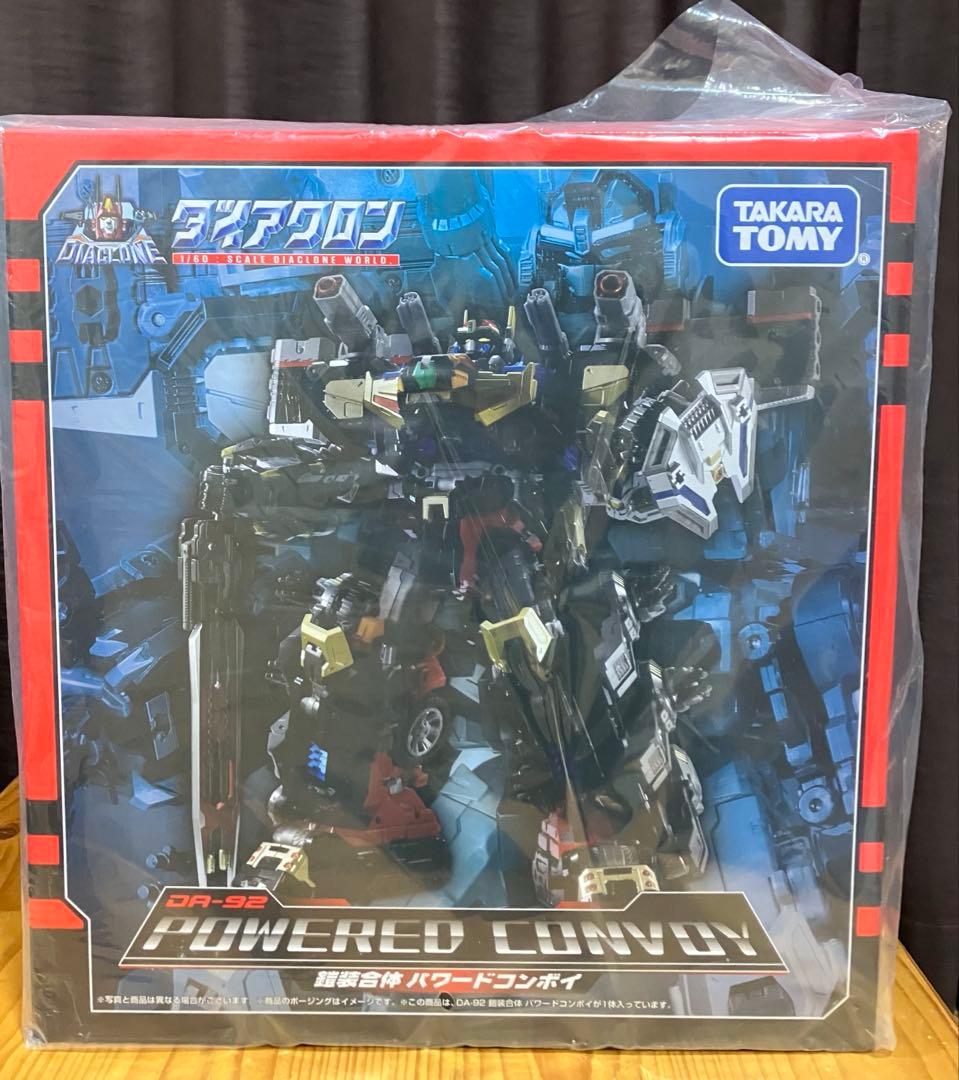 DIACLONE
ダイアクロン
1/60 : SCALE DIACLONE WORLD.
TAKARA
TOMY
®
DA-92
POWERED CONVOY
鎧装合体 パワードコンボイ
※写真と商品は異なる場合がございます。 ※商品のポージングはイメージです。 ※この商品は、DA-92 鎧装合体 パワードコンボイが1体入っています。